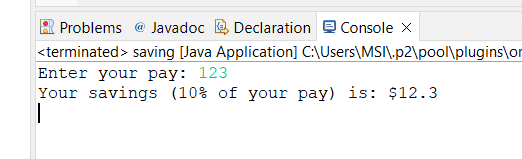 Problems @ Javadoc Declaration Console
<terminated> saving [Java Application] C:\Users\MSI\.p2\pool\plugins\or
Enter your pay: 123
Your savings (10% of your pay) is: $12.3